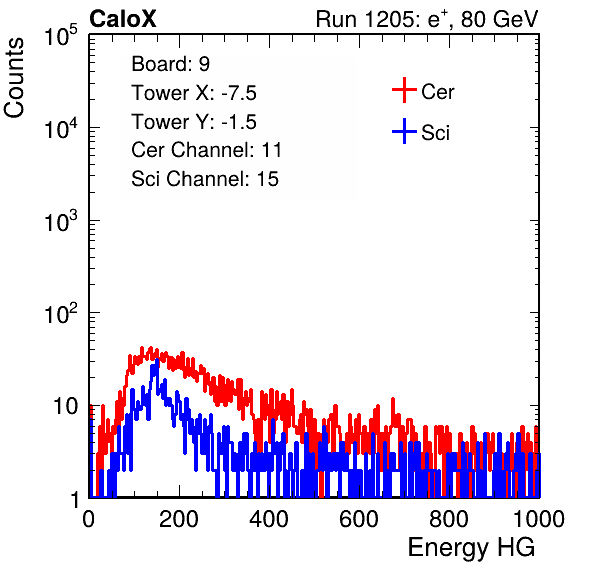 CaloX Run 1205: e+, 80 GeV
Counts
Board: 9
Tower X: -7.5
Tower Y: -1.5
Cer Channel: 11
Sci Channel: 15
Cer
Sci
10^5
10^4
10^3
10^2
10
1
0 200 400 600 800 1000
Energy HG